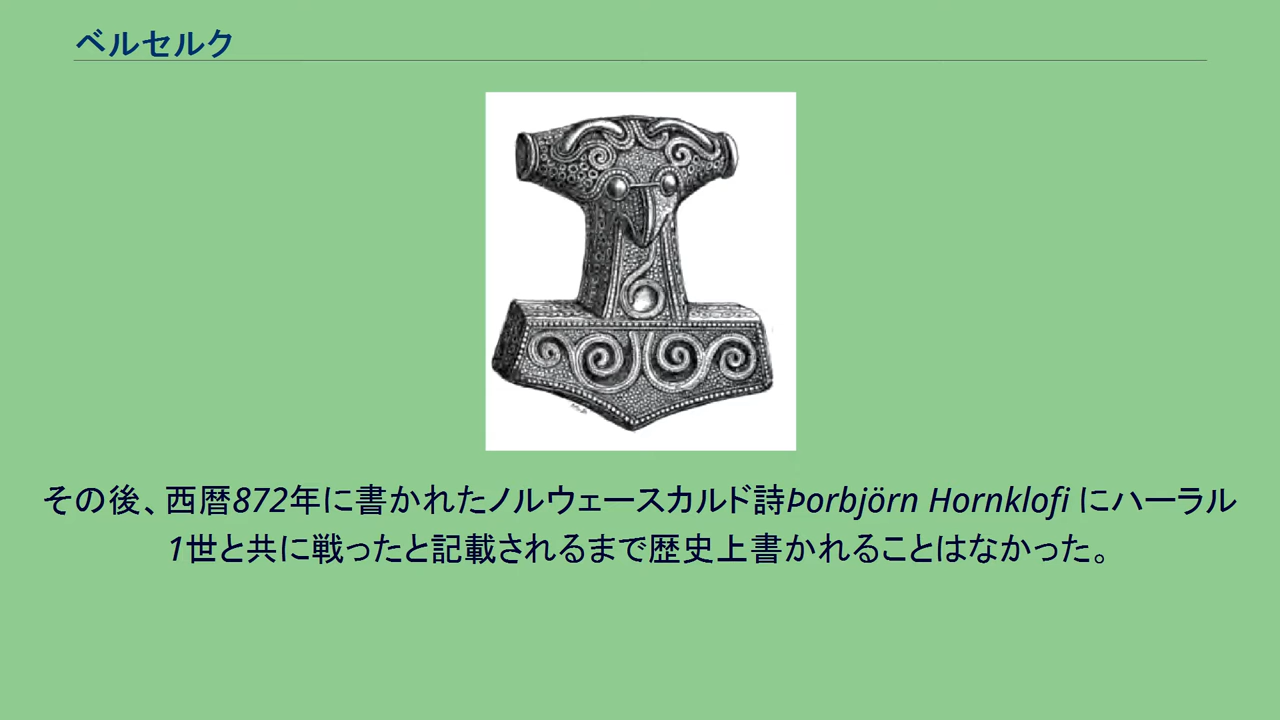 ベルセルク
その後、西暦872年に書かれたノルウェースカルド詩Þorbjörn Hornklofi にハーラル
1世と共に戦ったと記載されるまで歴史上書かれることはなかった。